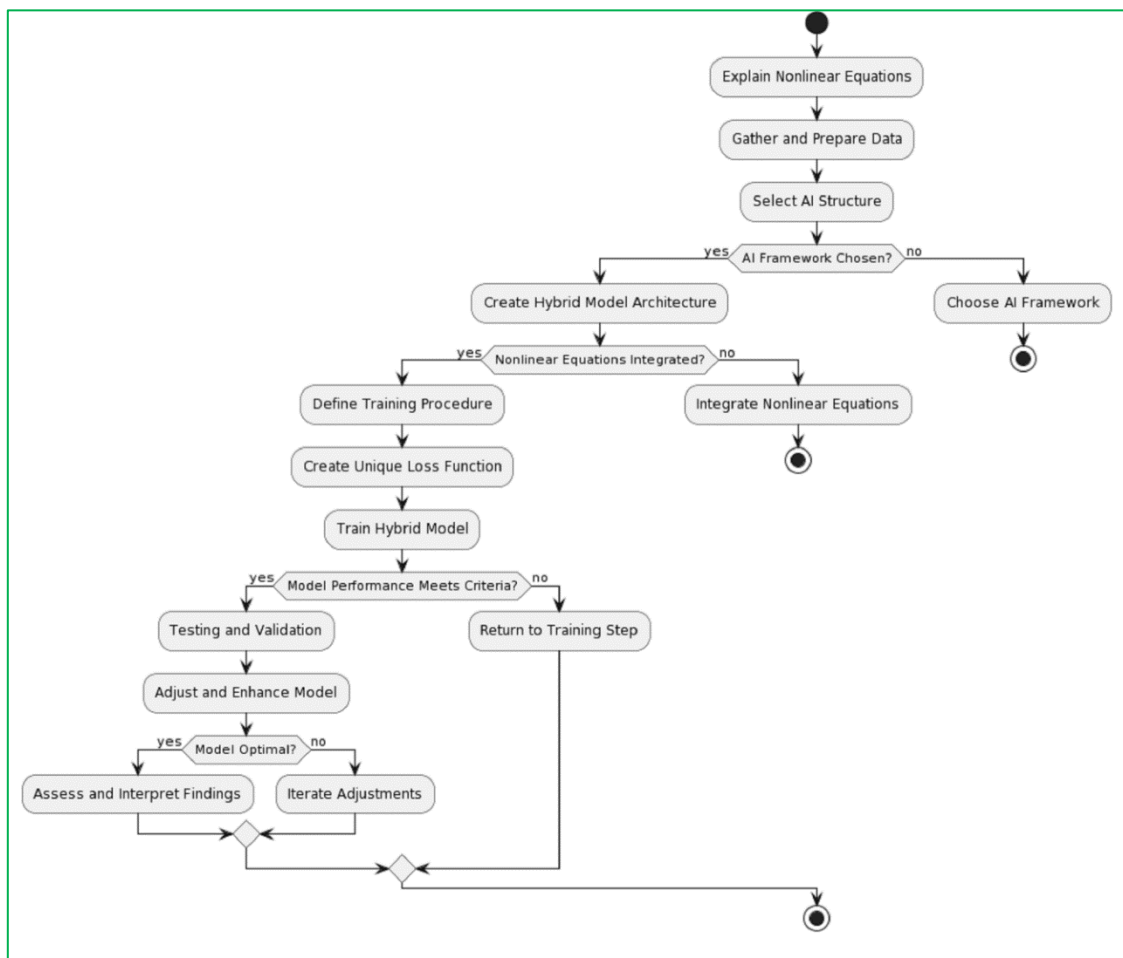 Explain Nonlinear Equations
Gather and Prepare Data
Select AI Structure
yes
AI Framework Chosen?
no
Create Hybrid Model Architecture
Choose AI Framework
yes
Nonlinear Equations Integrated?
no
Define Training Procedure
Integrate Nonlinear Equations
Create Unique Loss Function
Train Hybrid Model
yes
Model Performance Meets Criteria?
no
Testing and Validation
Return to Training Step
Adjust and Enhance Model
yes
Model Optimal?
no
Assess and Interpret Findings
Iterate Adjustments